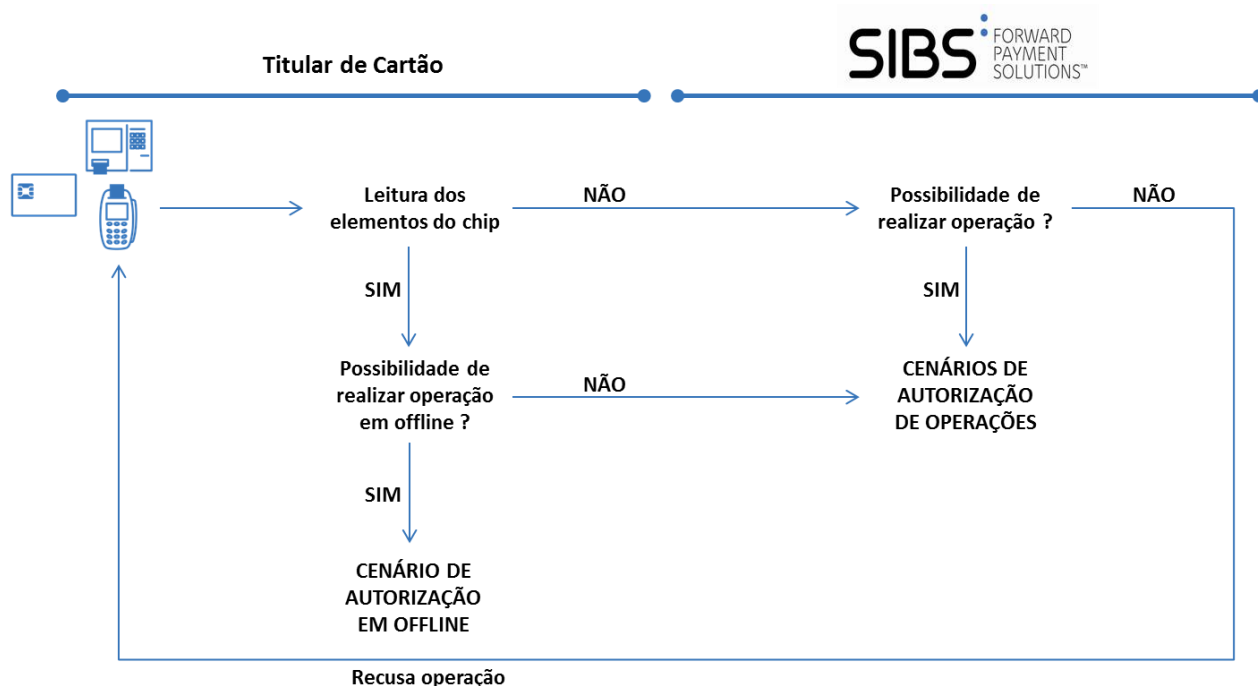 Titular de Cartão
SIBS
FORWARD
PAYMENT
SOLUTIONS™
Leitura dos
elementos do chip
NÃO
Possibilidade de
realizar operação ?
NÃO
SIM
SIM
Possibilidade de
realizar operação
em offline ?
NÃO
CENÁRIOS DE
AUTORIZAÇÃO
DE OPERAÇÕES
SIM
CENÁRIO DE
AUTORIZAÇÃO
EM OFFLINE
Recusa operação